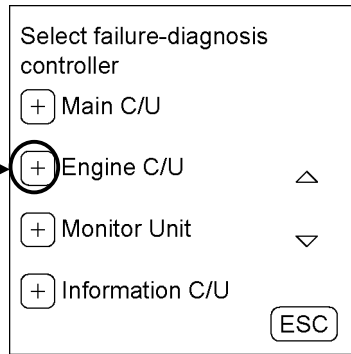 Select failure-diagnosis
controller
+ Main C/U
+ Engine C/U
+ Monitor Unit
+ Information C/U
ESC